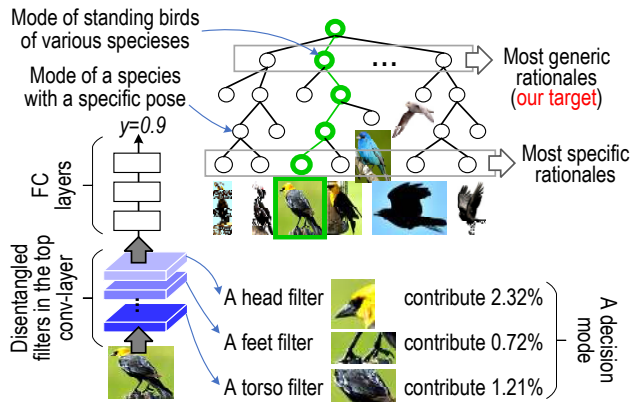 Mode of standing birds
of various specieses
...
Most generic
rationales
(our target)
Mode of a species
with a specific pose
y=0.9
Most specific
rationales
FC
layers
Disentangled
filters in the top
conv-layer
A head filter
contribute 2.32%
A feet filter
contribute 0.72%
A torso filter
contribute 1.21%
A decision
mode